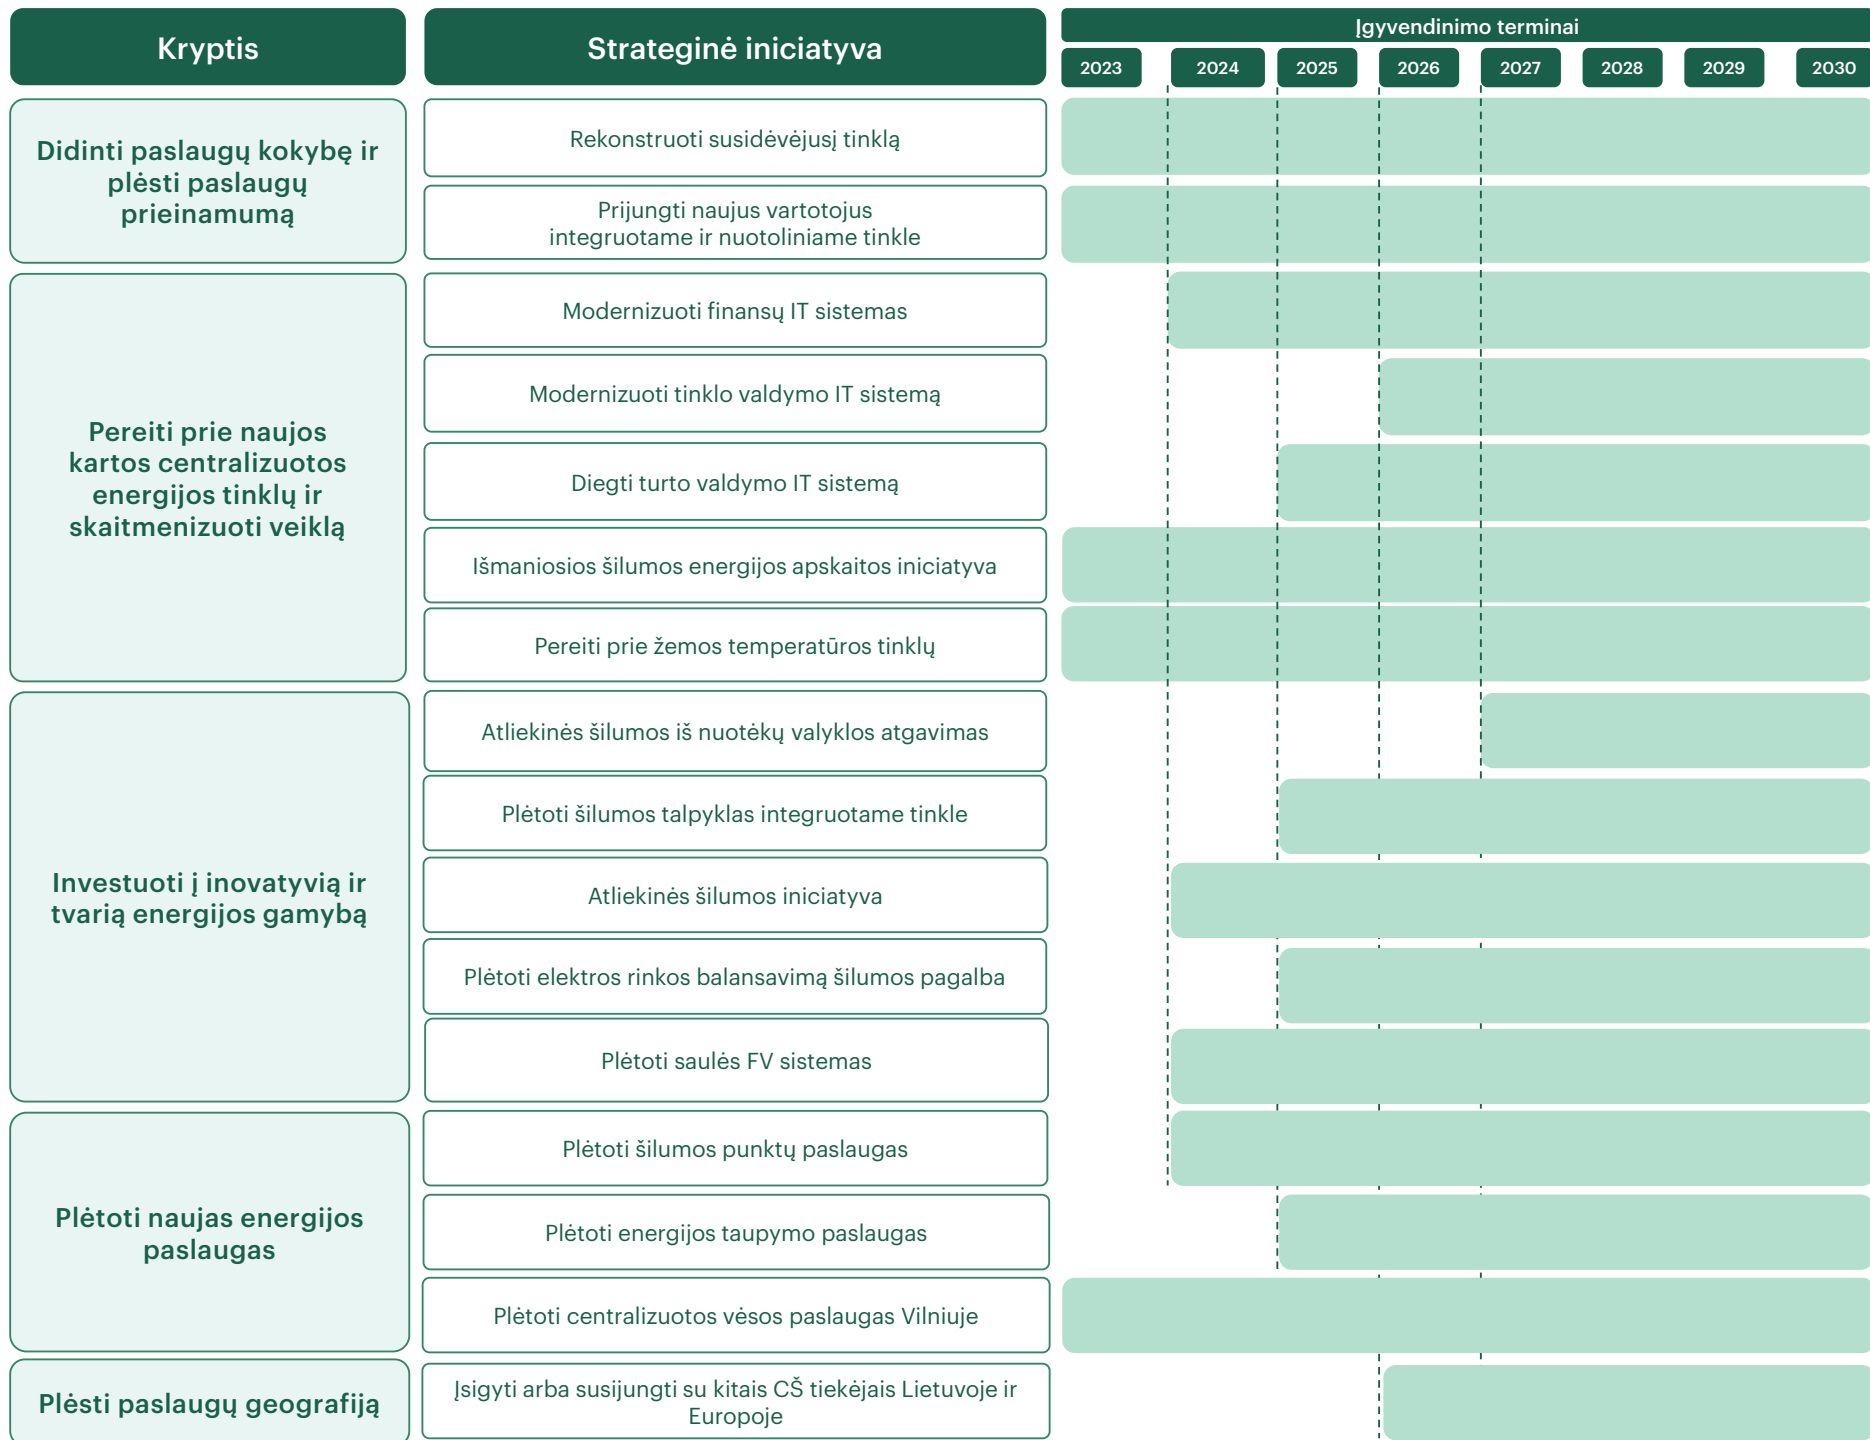 Kryptis
Strateginė iniciatyva
Įgyvendinimo terminai
2023
2024
2025
2026
2027
2028
2029
2030
Didinti paslaugų kokybę ir
plėsti paslaugų
prieinamumą
Rekonstruoti susidėvėjusį tinklą
Prijungti naujus vartotojus
integruotame ir nuotoliniame tinkle
Pereiti prie naujos
kartos centralizuotos
energijos tinklų ir
skaitmenizuoti veiklą
Modernizuoti finansų IT sistemas
Modernizuoti tinklo valdymo IT sistemą
Diegti turto valdymo IT sistemą
Išmaniosios šilumos energijos apskaitos iniciatyva
Pereiti prie žemos temperatūros tinklų
Investuoti į inovatyvią ir
tvarią energijos gamybą
Atliekinės šilumos iš nuotėkų valyklos atgavimas
Plėtoti šilumos talpyklas integruotame tinkle
Atliekinės šilumos iniciatyva
Plėtoti elektros rinkos balansavimą šilumos pagalba
Plėtoti saulės FV sistemas
Plėtoti naujas energijos
paslaugas
Plėtoti šilumos punktų paslaugas
Plėtoti energijos taupymo paslaugas
Plėtoti centralizuotos vėsos paslaugas Vilniuje
Plėsti paslaugų geografiją
Įsigyti arba susijungti su kitais CŠ tiekėjais Lietuvoje ir
Europoje